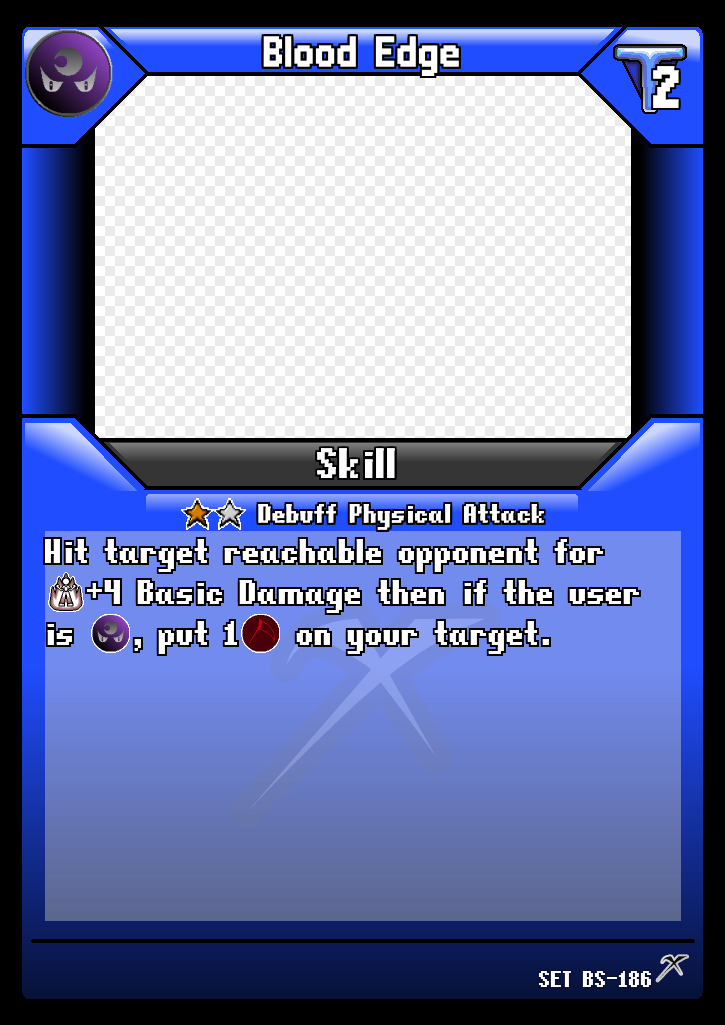 Blood Edge
2
Skill
Debuff Physical Attack
Hit target reachable opponent for
+4 Basic Damage then if the user
is , put 1 on your target.
SET BS-186